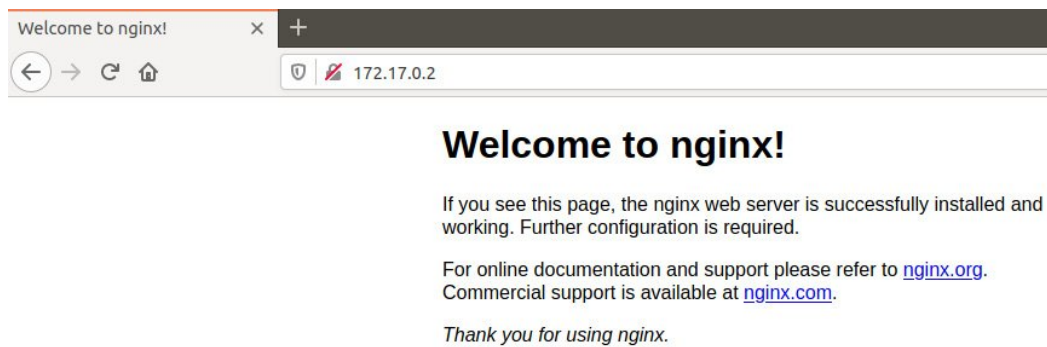 Welcome to nginx!
172.17.0.2
Welcome to nginx!
If you see this page, the nginx web server is successfully installed and
working. Further configuration is required.
For online documentation and support please refer to nginx.org.
Commercial support is available at nginx.com.
Thank you for using nginx.